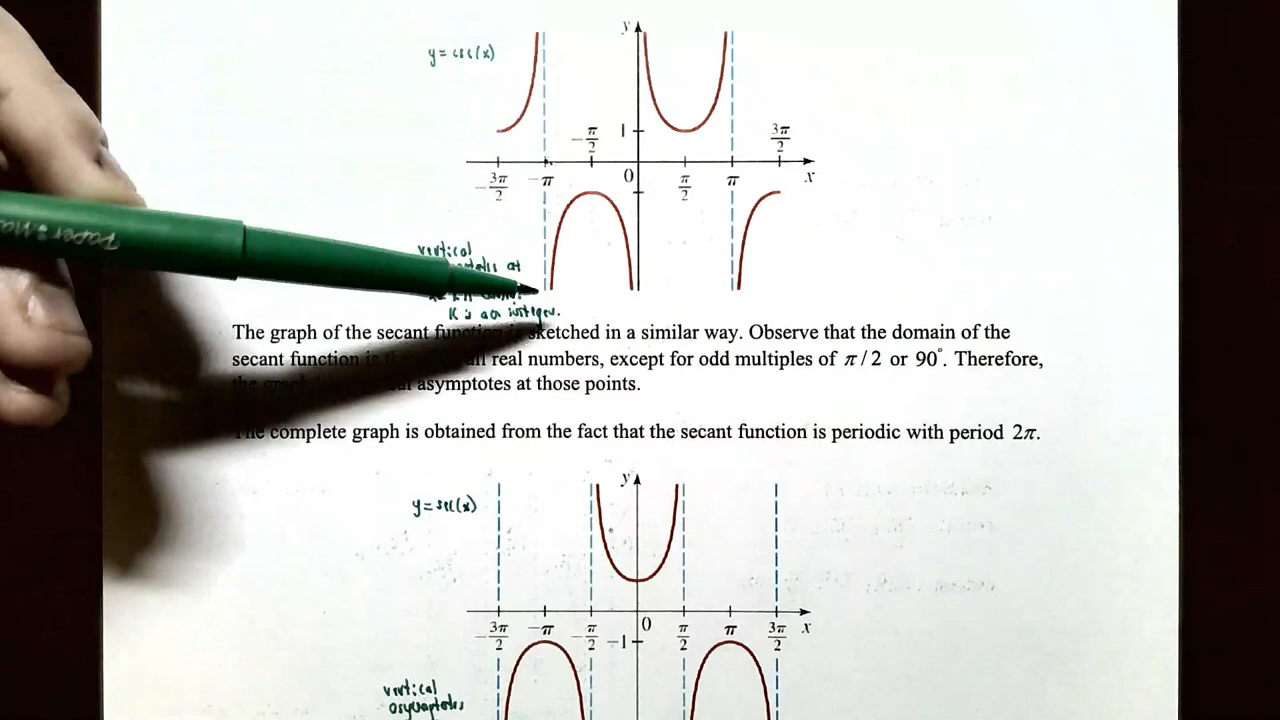 y
y = csc(x)
3π/2
-π/2
1
-3π/2 -π 0 π/2 π x
vertical
at
K is an integer.
The graph of the secant function is sketched in a similar way. Observe that the domain of the
secant function is all real numbers, except for odd multiples of π/2 or 90°. Therefore,
the graph asymptotes at those points.
The complete graph is obtained from the fact that the secant function is periodic with period 2π.
y
y = sec(x)
-3π/2 -π -π/2 0 π/2 π 3π/2 x
-1
vertical
asymptotes